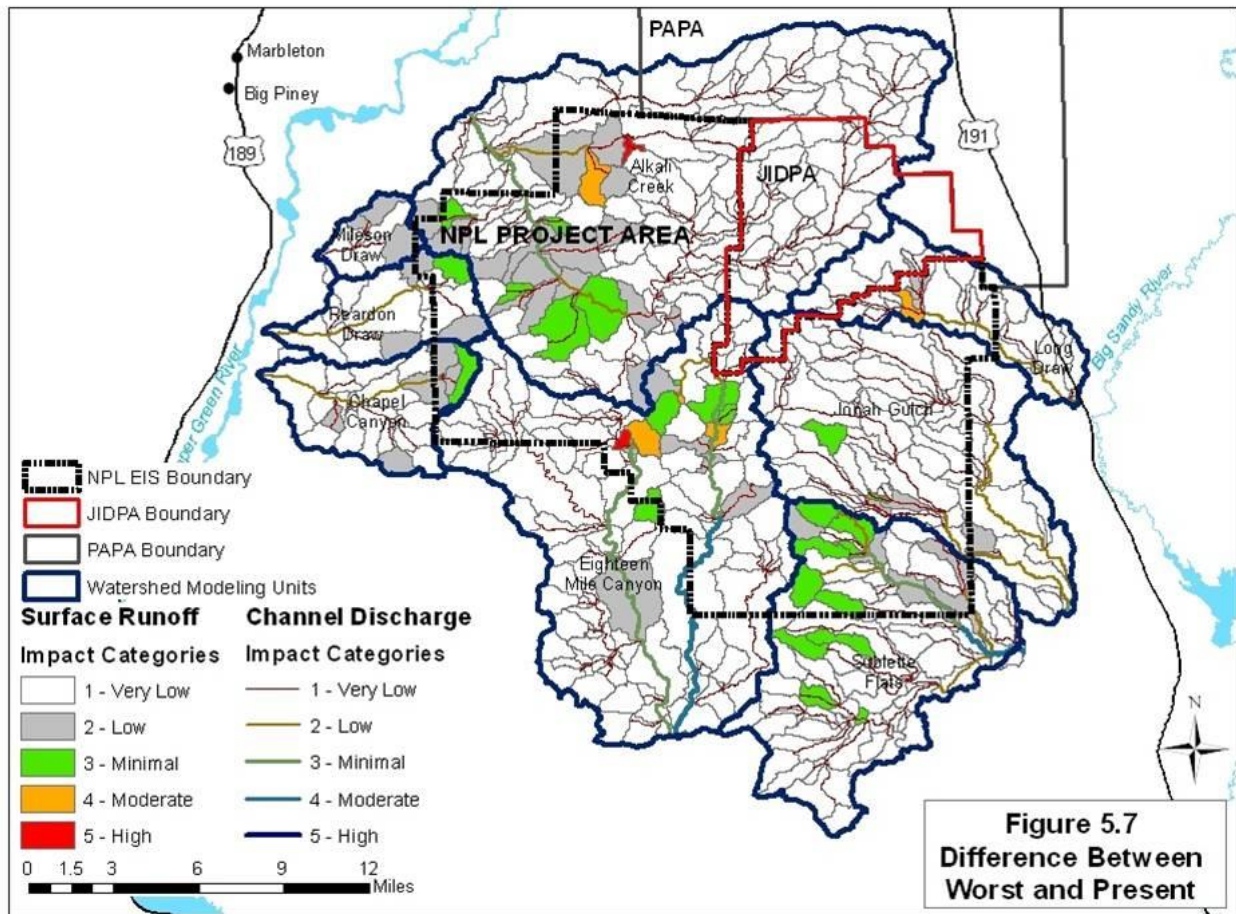 PAPA
Marbleton
Big Piney
189
191
Alkali
Creek
JIDPA
NPL PROJECT AREA
Mileson
Draw
Reardon
Draw
Long
Draw
Big Sandy River
Chapel
Canyon
Jonah Gulch
per Green River
Eighteen
Mile Canyon
Sublette
Flats
NPL EIS Boundary
JIDPA Boundary
PAPA Boundary
Watershed Modeling Units
Surface Runoff
Impact Categories
1 - Very Low
2 - Low
3 - Minimal
4 - Moderate
5 - High
Channel Discharge
Impact Categories
1 - Very Low
2 - Low
3 - Minimal
4 - Moderate
5 - High
0 1.5 3 6 9 12
Miles
N
Figure 5.7
Difference Between
Worst and Present